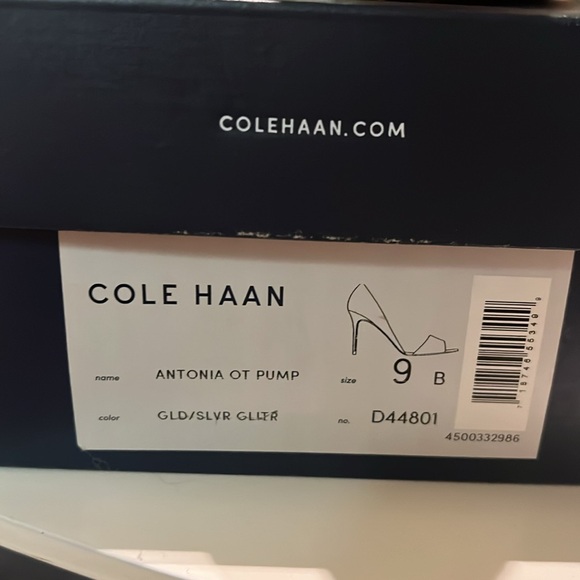 COLEHAAN.COM
COLE HAAN
name ANTONIA OT PUMP
size 9 B
color GLD/SLVR GLLTR
no. D44801
4500332986